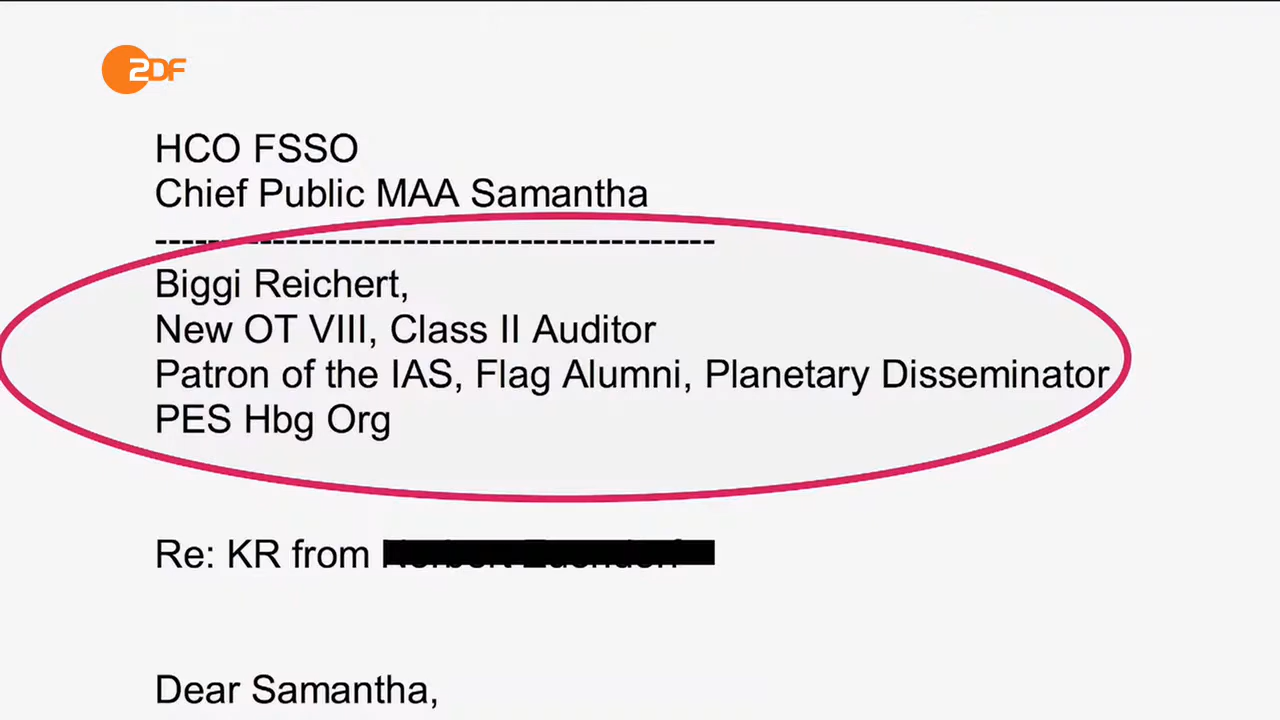 ZDF
HCO FSSO
Chief Public MAA Samantha
-------------------------------------------
Biggi Reichert,
New OT VIII, Class II Auditor
Patron of the IAS, Flag Alumni, Planetary Disseminator
PES Hbg Org
Re: KR from
Dear Samantha,